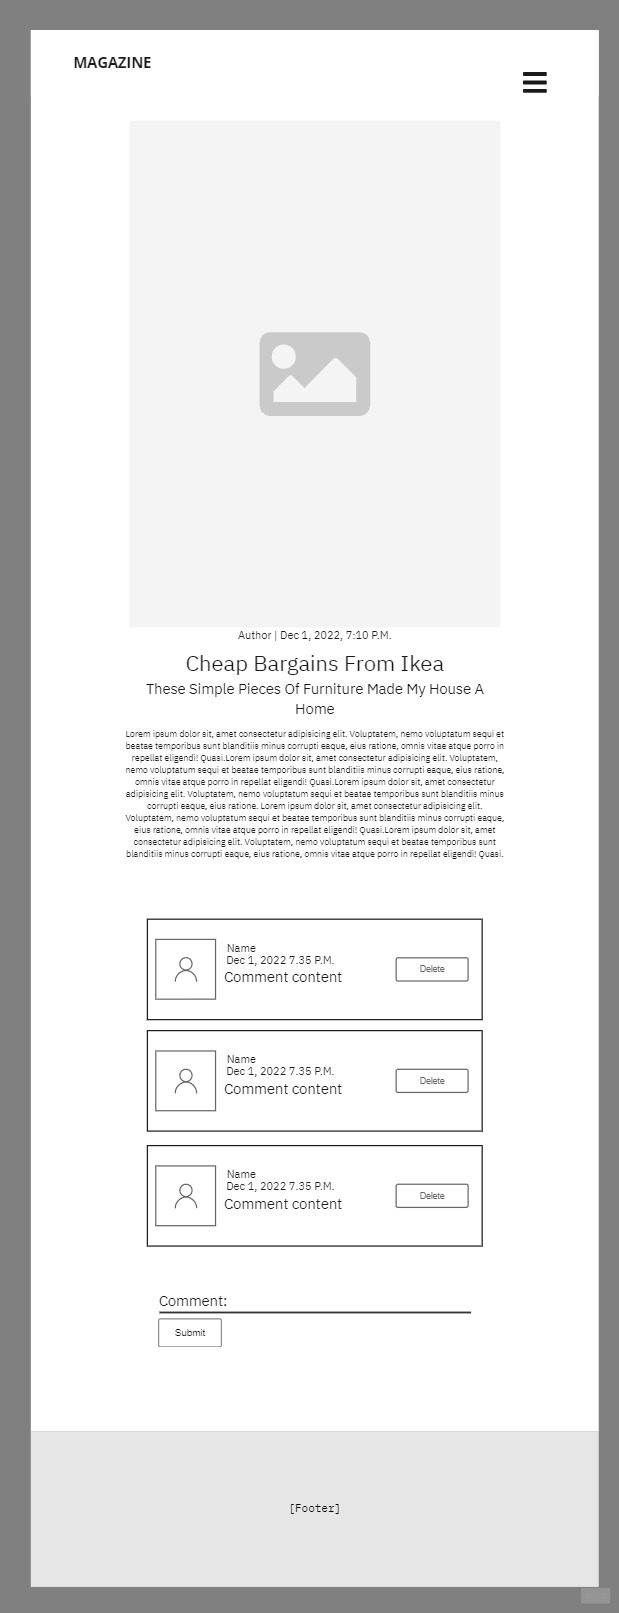 MAGAZINE
Author | Dec 1, 2022, 7:10 P.M.
Cheap Bargains From Ikea
These Simple Pieces Of Furniture Made My House A
Home
Lorem ipsum dolor sit, amet consectetur adipisicing elit. Voluptatem, nemo voluptatum sequi et
beatae temporibus sunt blanditiis minus corrupti eaque, eius ratione, omnis vitae atque porro in
repellat eligendi! Quasi.Lorem ipsum dolor sit, amet consectetur adipisicing elit. Voluptatem,
nemo voluptatum sequi et beatae temporibus sunt blanditiis minus corrupti eaque, eius ratione,
omnis vitae atque porro in repellat eligendi! Quasi.Lorem ipsum dolor sit, amet consectetur
adipisicing elit. Voluptatem, nemo voluptatum sequi et beatae temporibus sunt blanditiis minus
corrupti eaque, eius ratione. Lorem ipsum dolor sit, amet consectetur adipisicing elit.
Voluptatem, nemo voluptatum sequi et beatae temporibus sunt blanditiis minus corrupti eaque,
eius ratione, omnis vitae atque porro in repellat eligendi! Quasi.Lorem ipsum dolor sit, amet
consectetur adipisicing elit. Voluptatem, nemo voluptatum sequi et beatae temporibus sunt
blanditiis minus corrupti eaque, eius ratione, omnis vitae atque porro in repellat eligendi! Quasi.
Name
Dec 1, 2022 7.35 P.M.
Comment content
Delete
Name
Dec 1, 2022 7.35 P.M.
Comment content
Delete
Name
Dec 1, 2022 7.35 P.M.
Comment content
Delete
Comment:
Submit
[Footer]